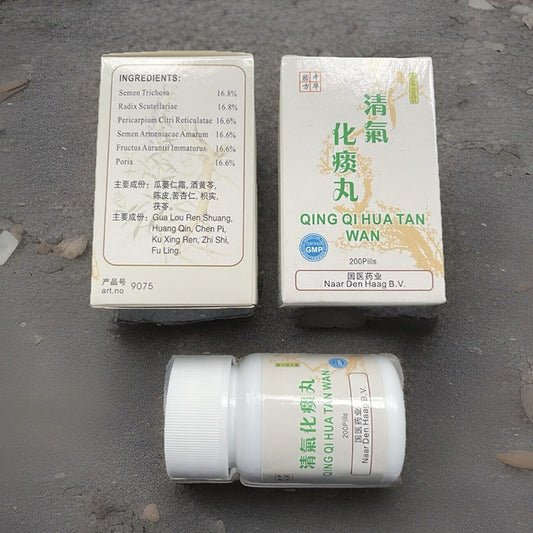 INGREDIENTS:
Semen Trichosa 16.8%
Radix Scutellariae 16.8%
Pericarpium Citri Reticulatae 16.6%
Semen Armeniacae Amarum 16.6%
Fructus Aurantii Immaturus 16.6%
Poria 16.6%
主要成份: 瓜蒌仁霜, 酒黄芩,
陈皮,苦杏仁, 枳实,
茯苓。
主要成份: Gua Lou Ren Shuang,
Huang Qin, Chen Pi,
Ku Xing Ren, Zhi Shi,
Fu Ling.
产品号
art.no 9075
中华
验方
清氣
化痰丸
QING QI HUA TAN
WAN
GMP
200Pills
国医药业
Naar Den Haag B.V.
清氣化痰丸
QING QI HUA TAN WAN
200Pills
国医药业
Naar Den Haag B.V.